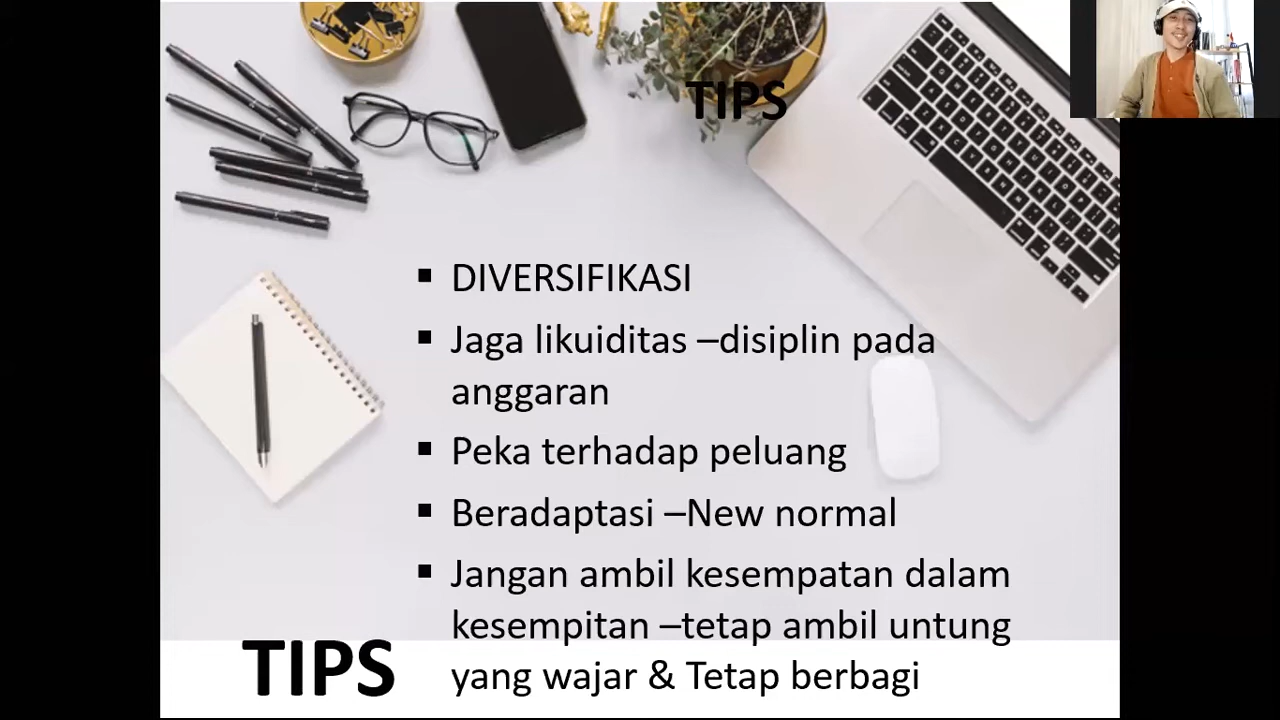 TIPS
▪ DIVERSIFIKASI
▪ Jaga likuiditas –disiplin pada
anggaran
▪ Peka terhadap peluang
▪ Beradaptasi –New normal
▪ Jangan ambil kesempatan dalam
kesempitan –tetap ambil untung
yang wajar & Tetap berbagi
TIPS